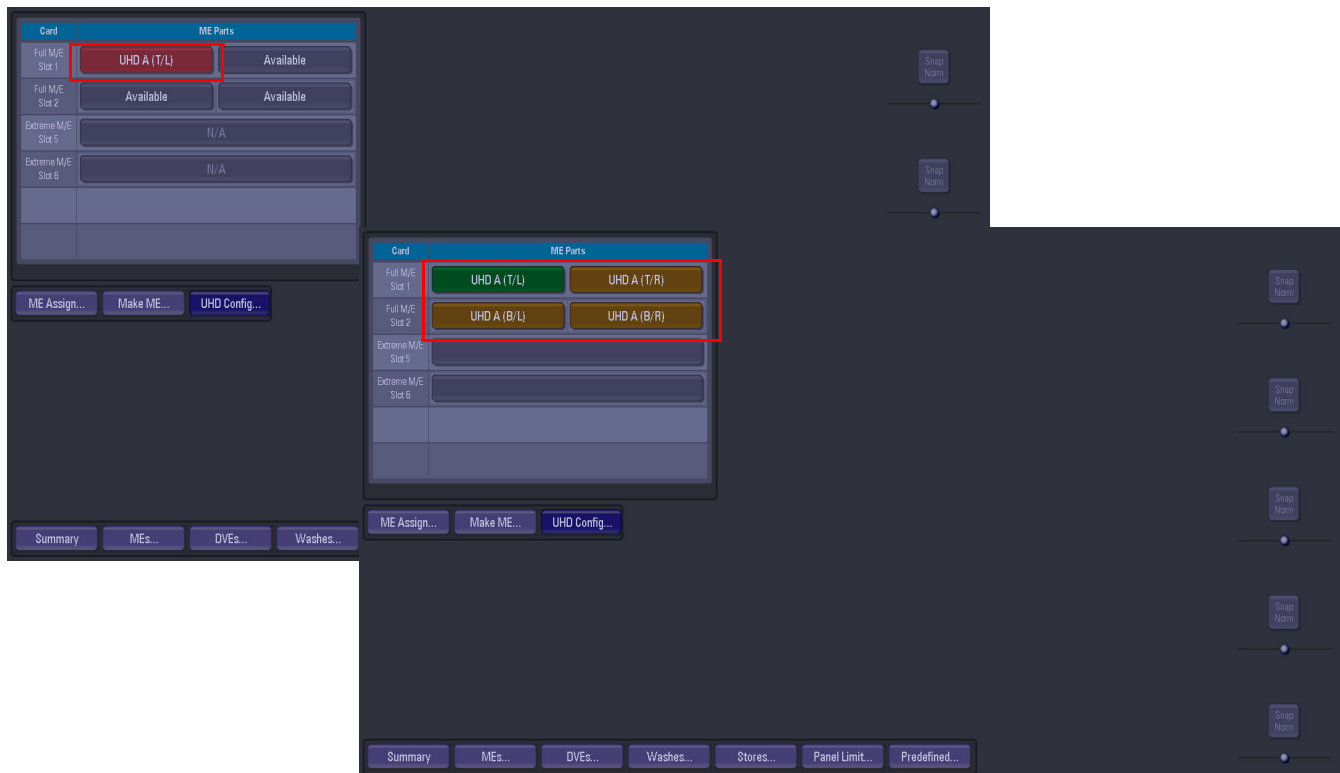 Card ME Parts
Full M/E
Slot 1
UHD A (T/L) Available
Full M/E
Slot 2
Available Available
Extreme M/E
Slot 5
N/A
Extreme M/E
Slot 6
N/A
ME Assign... Make ME... UHD Config...
Summary MEs... DVEs... Washes...
Snap
Norm
Snap
Norm
Card ME Parts
Full M/E
Slot 1
UHD A (T/L) UHD A (T/R)
Full M/E
Slot 2
UHD A (B/L) UHD A (B/R)
Extreme M/E
Slot 5
Extreme M/E
Slot 6
ME Assign... Make ME... UHD Config...
Snap
Norm
Snap
Norm
Snap
Norm
Snap
Norm
Snap
Norm
Summary MEs... DVEs... Washes... Stores... Panel Limit... Predefined...